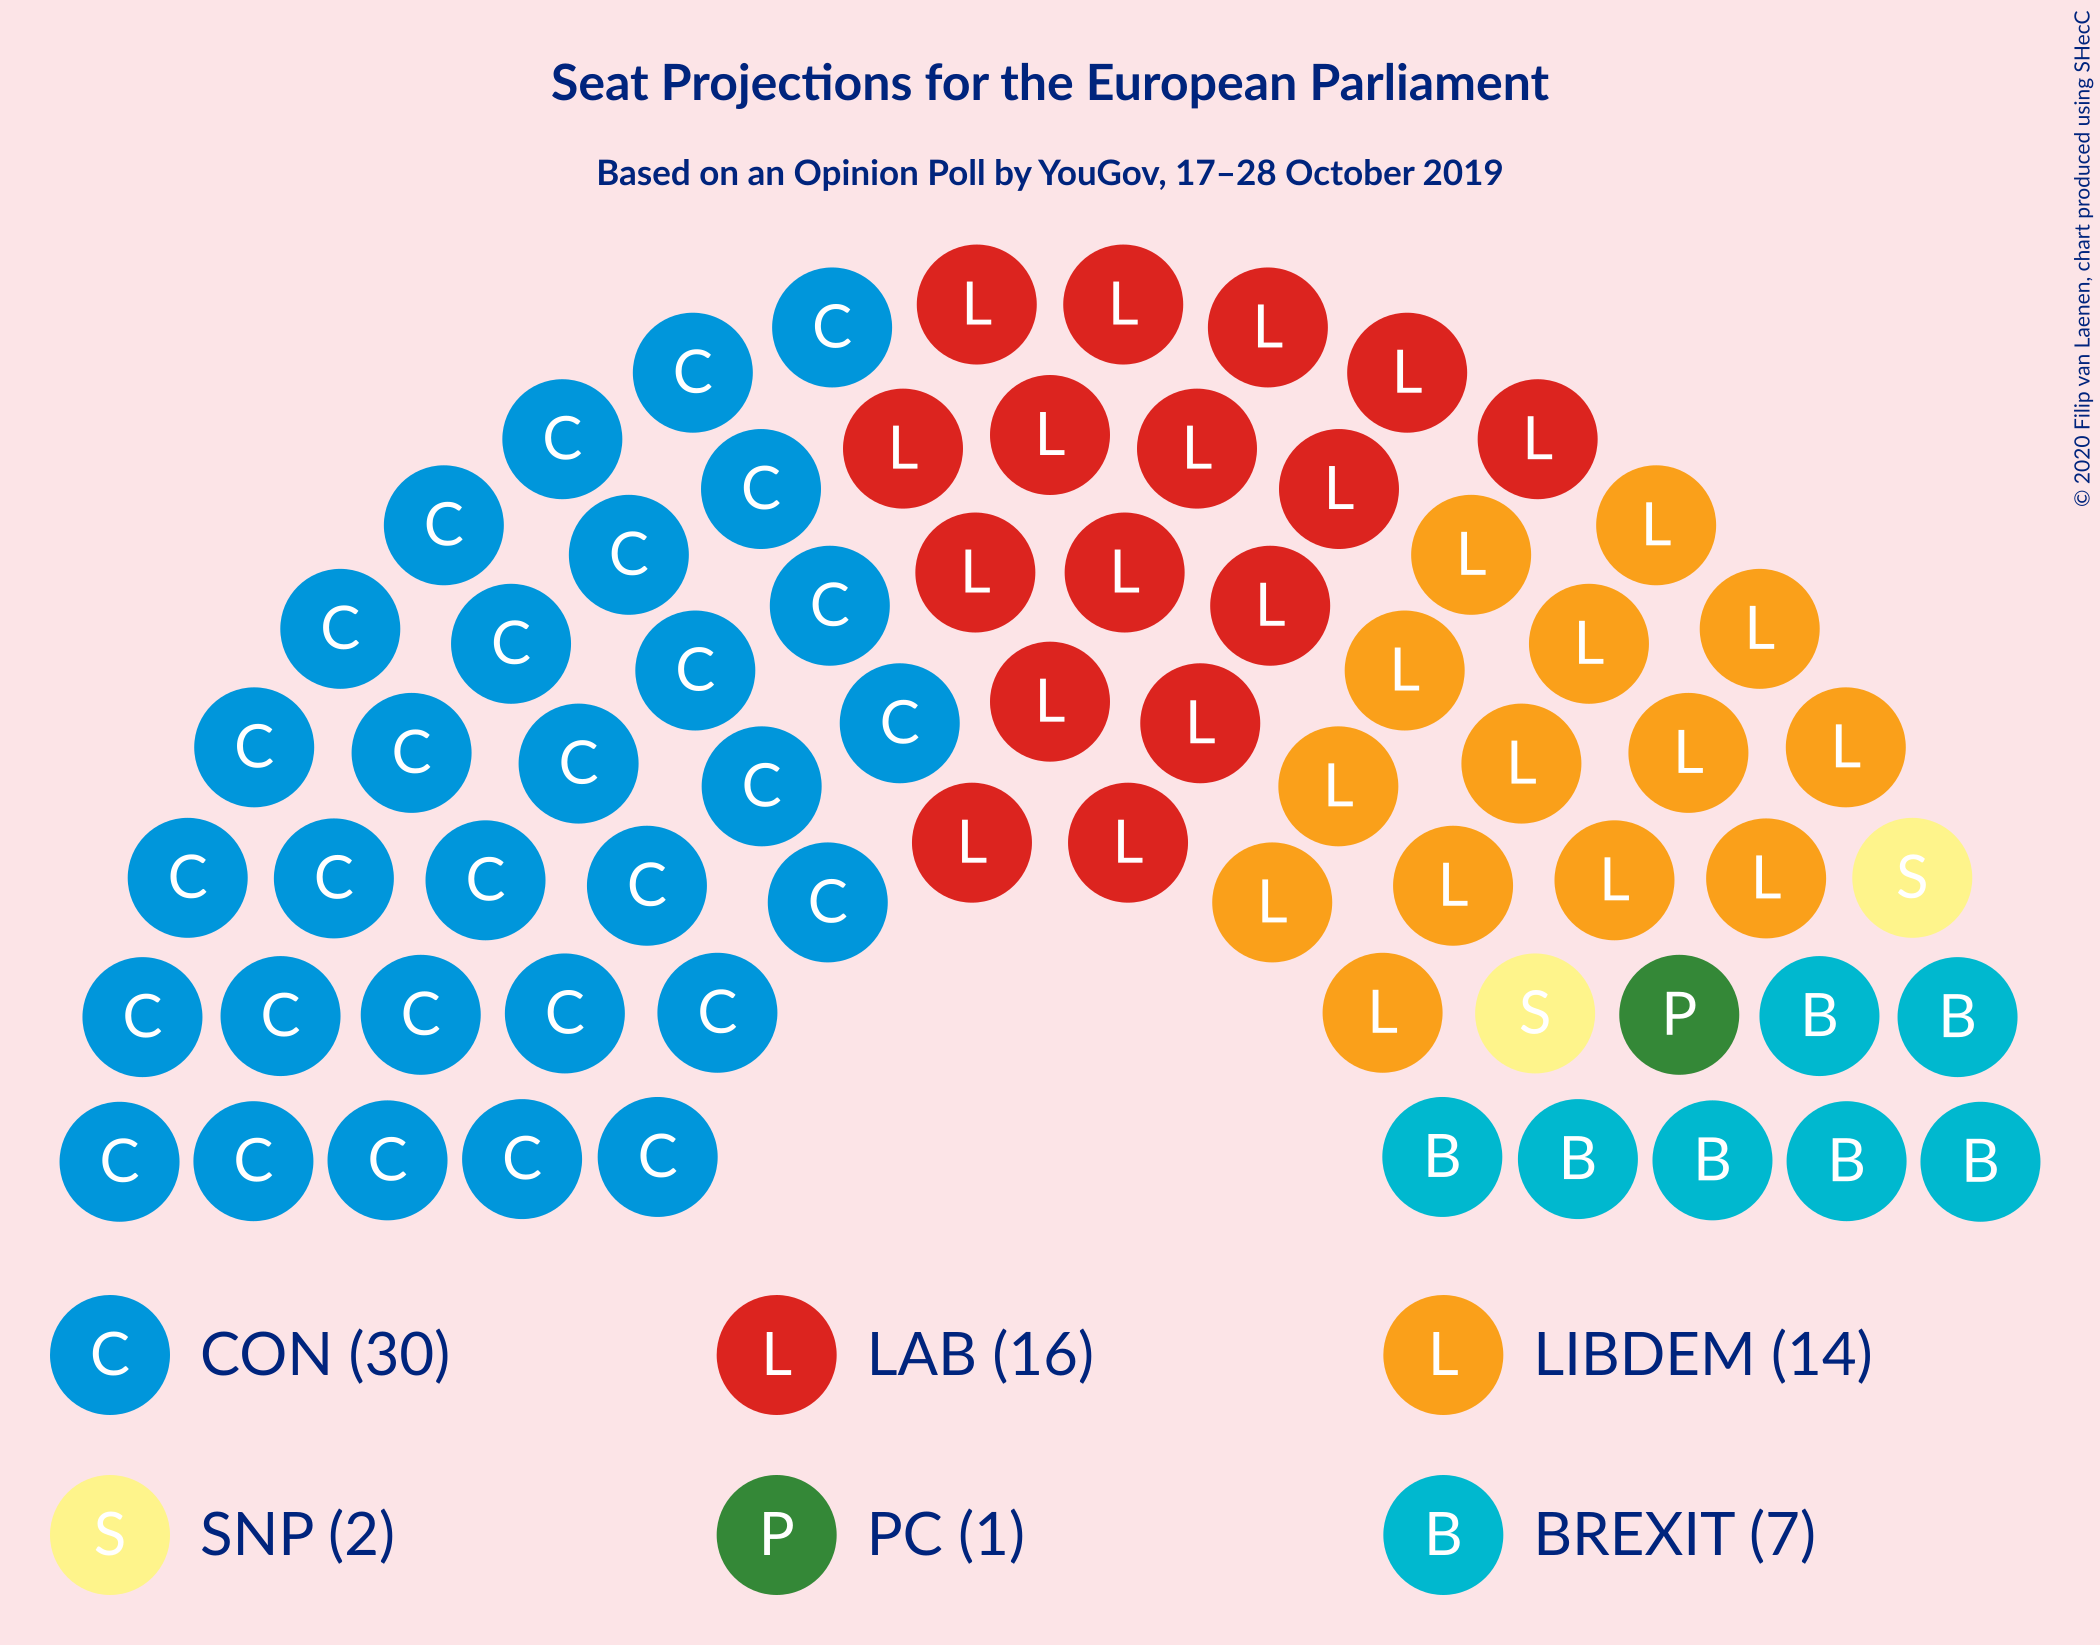 Seat Projections for the European Parliament
Based on an Opinion Poll by YouGov, 17–28 October 2019
© 2020 Filip van Laenen, chart produced using SHecC
L L
C L
C L
C L
L
C L
L L
C L
C L
C L
L L
C L
C L
L
C L
C L
C L
L L
C L
C L
C L
C L
L L
C C C C C L L L L S
C C C C C L S P B B
C C C C C B B B B B
C CON (30) L LAB (16) L LIBDEM (14)
S SNP (2) P PC (1) B BREXIT (7)